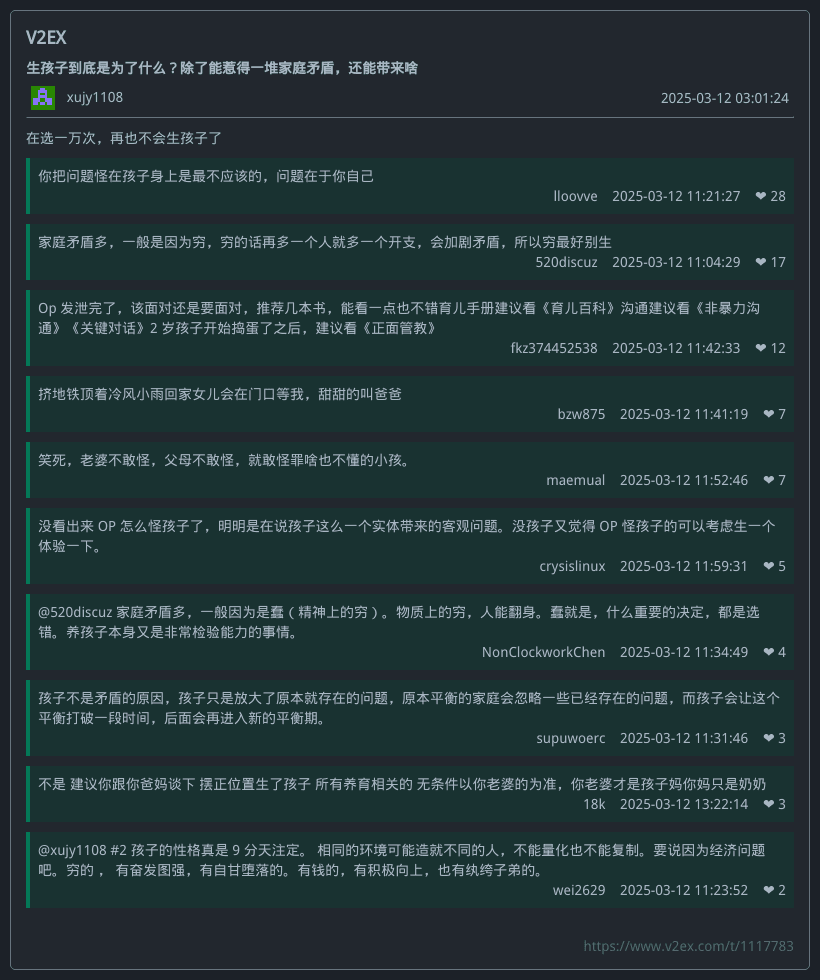 V2EX
生孩子到底是为了什么？除了能惹得一堆家庭矛盾，还能带来啥
xujy1108
2025-03-12 03:01:24
在选一万次，再也不会生孩子了
你把问题怪在孩子身上是最不应该的，问题在于你自己
lloovve 2025-03-12 11:21:27 ❤ 28
家庭矛盾多，一般是因为穷，穷的话再多一个人就多一个开支，会加剧矛盾，所以穷最好别生
520discuz 2025-03-12 11:04:29 ❤ 17
Op 发泄完了，该面对还是要面对，推荐几本书，能看一点也不错育儿手册建议看《育儿百科》沟通建议看《非暴力沟
通》《关键对话》2 岁孩子开始捣蛋了之后，建议看《正面管教》
fkz374452538 2025-03-12 11:42:33 ❤ 12
挤地铁顶着冷风小雨回家女儿会在门口等我，甜甜的叫爸爸
bzw875 2025-03-12 11:41:19 ❤ 7
笑死，老婆不敢怪，父母不敢怪，就敢怪罪啥也不懂的小孩。
maemual 2025-03-12 11:52:46 ❤ 7
没看出来 OP 怎么怪孩子了，明明是在说孩子这么一个实体带来的客观问题。没孩子又觉得 OP 怪孩子的可以考虑生一个
体验一下。
crysislinux 2025-03-12 11:59:31 ❤ 5
@520discuz 家庭矛盾多，一般因为是蠢（精神上的穷）。物质上的穷，人能翻身。蠢就是，什么重要的决定，都是选
错。养孩子本身又是非常检验能力的事情。
NonClockworkChen 2025-03-12 11:34:49 ❤ 4
孩子不是矛盾的原因，孩子只是放大了原本就存在的问题，原本平衡的家庭会忽略一些已经存在的问题，而孩子会让这个
平衡打破一段时间，后面会再进入新的平衡期。
supuwoerc 2025-03-12 11:31:46 ❤ 3
不是 建议你跟你爸妈谈下 摆正位置生了孩子 所有养育相关的 无条件以你老婆的为准，你老婆才是孩子妈你妈只是奶奶
18k 2025-03-12 13:22:14 ❤ 3
@xujy1108 #2 孩子的性格真是 9 分天注定。 相同的环境可能造就不同的人，不能量化也不能复制。要说因为经济问题
吧。穷的 ， 有奋发图强，有自甘堕落的。有钱的，有积极向上，也有纨绔子弟的。
wei2629 2025-03-12 11:23:52 ❤ 2
https://www.v2ex.com/t/1117783